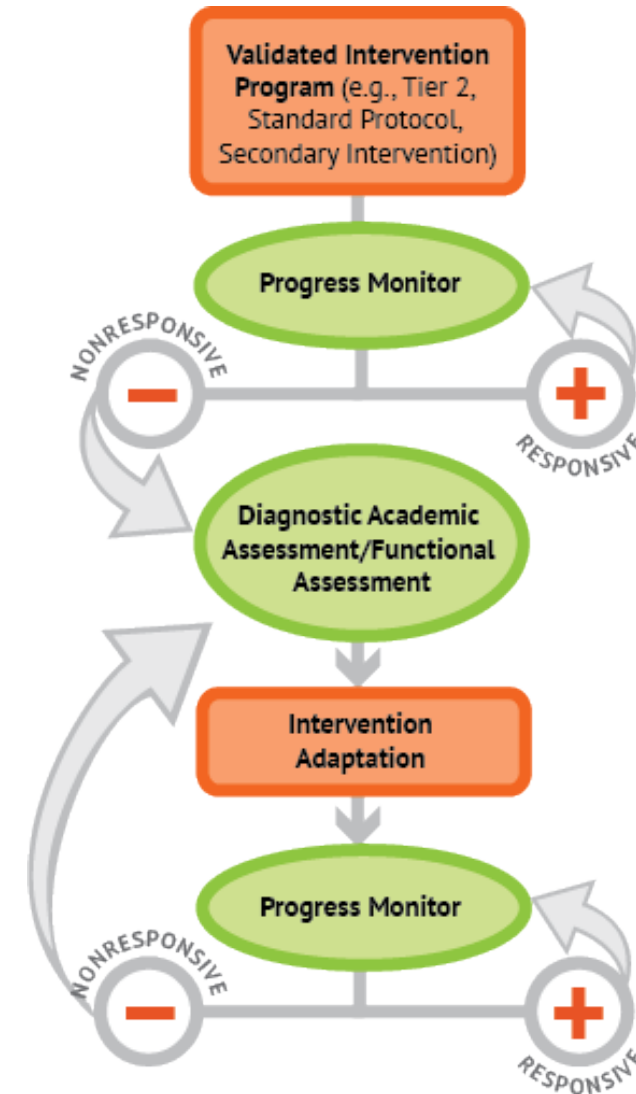 Validated Intervention
Program (e.g., Tier 2,
Standard Protocol,
Secondary Intervention)
Progress Monitor
NONRESPONSIVE
RESPONSIVE
Diagnostic Academic
Assessment/Functional
Assessment
Intervention
Adaptation
Progress Monitor
NONRESPONSIVE
RESPONSIVE